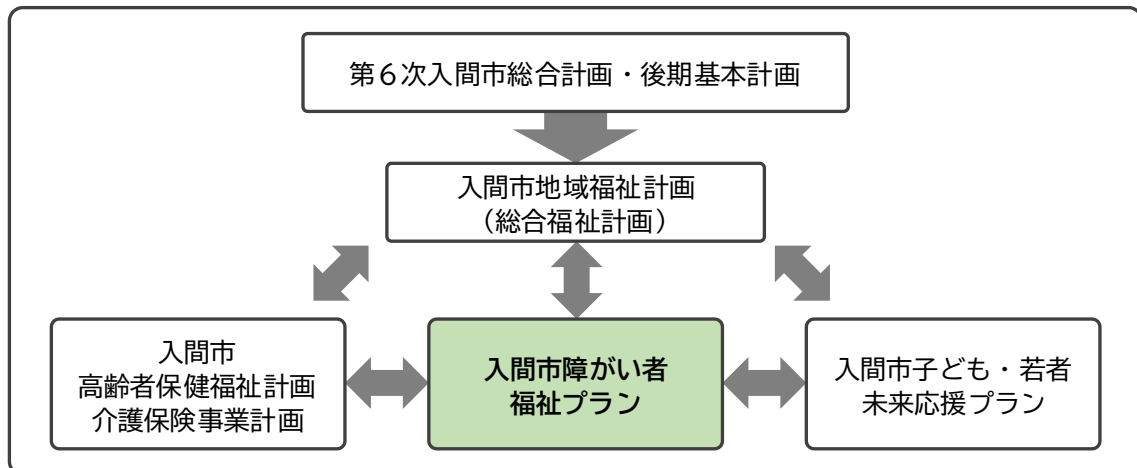 第6次入間市総合計画・後期基本計画
入間市地域福祉計画
（総合福祉計画）
入間市
高齢者保健福祉計画
介護保険事業計画
入間市障がい者
福祉プラン
入間市子ども・若者
未来応援プラン